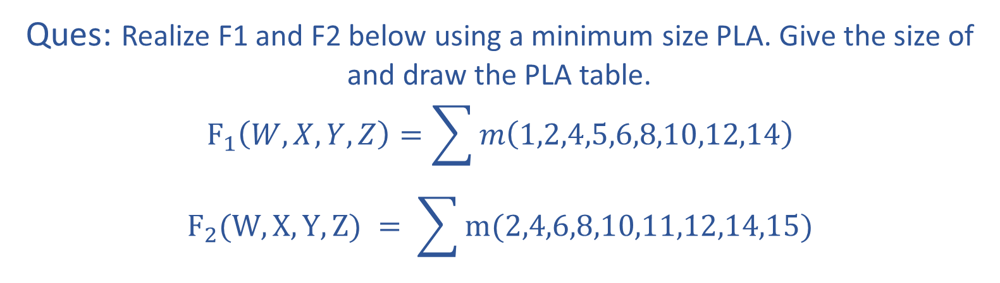 Ques: Realize F1 and F2 below using a minimum size PLA. Give the size of
and draw the PLA table.
F₁(W,X,Y,Z) = ∑ m(1,2,4,5,6,8,10,12,14)
F₂(W,X,Y,Z) = ∑ m(2,4,6,8,10,11,12,14,15)